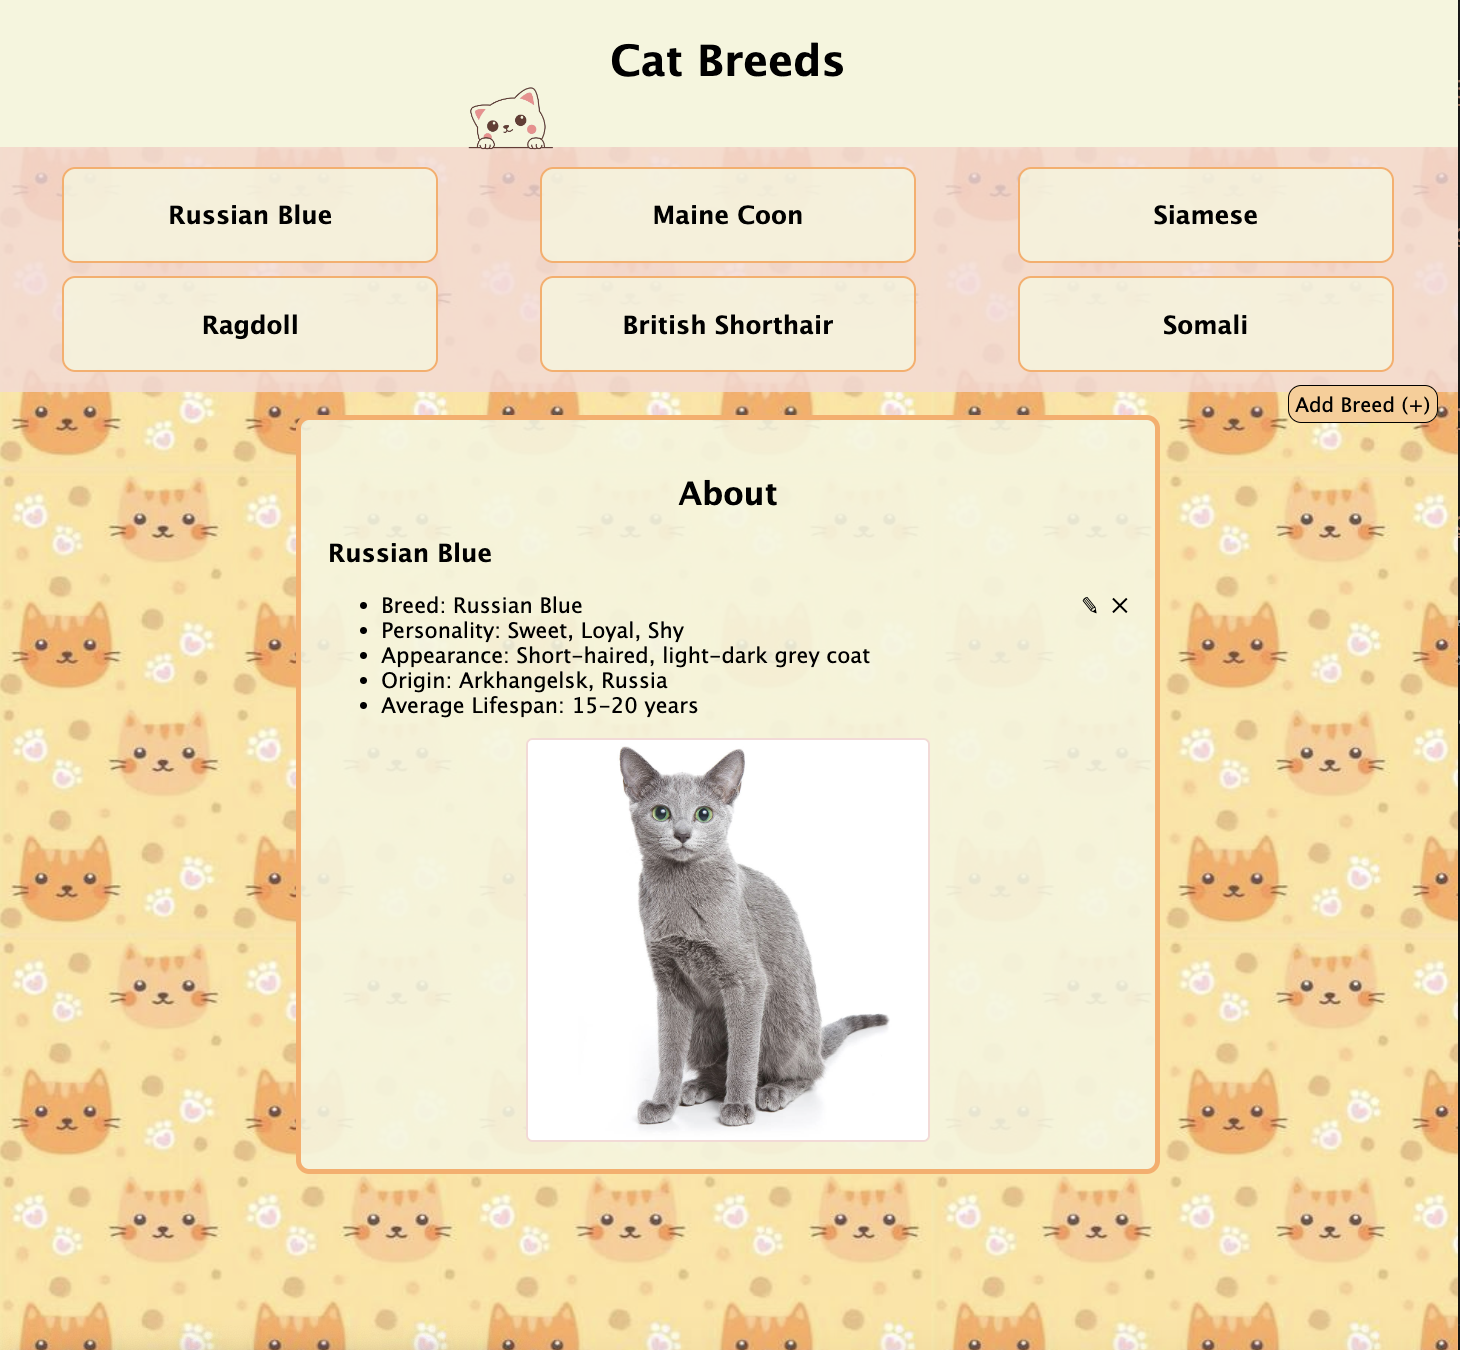 Cat Breeds
Russian Blue
Maine Coon
Siamese
Ragdoll
British Shorthair
Somali
Add Breed (+)
About
Russian Blue
• Breed: Russian Blue
• Personality: Sweet, Loyal, Shy
• Appearance: Short-haired, light-dark grey coat
• Origin: Arkhangelsk, Russia
• Average Lifespan: 15-20 years